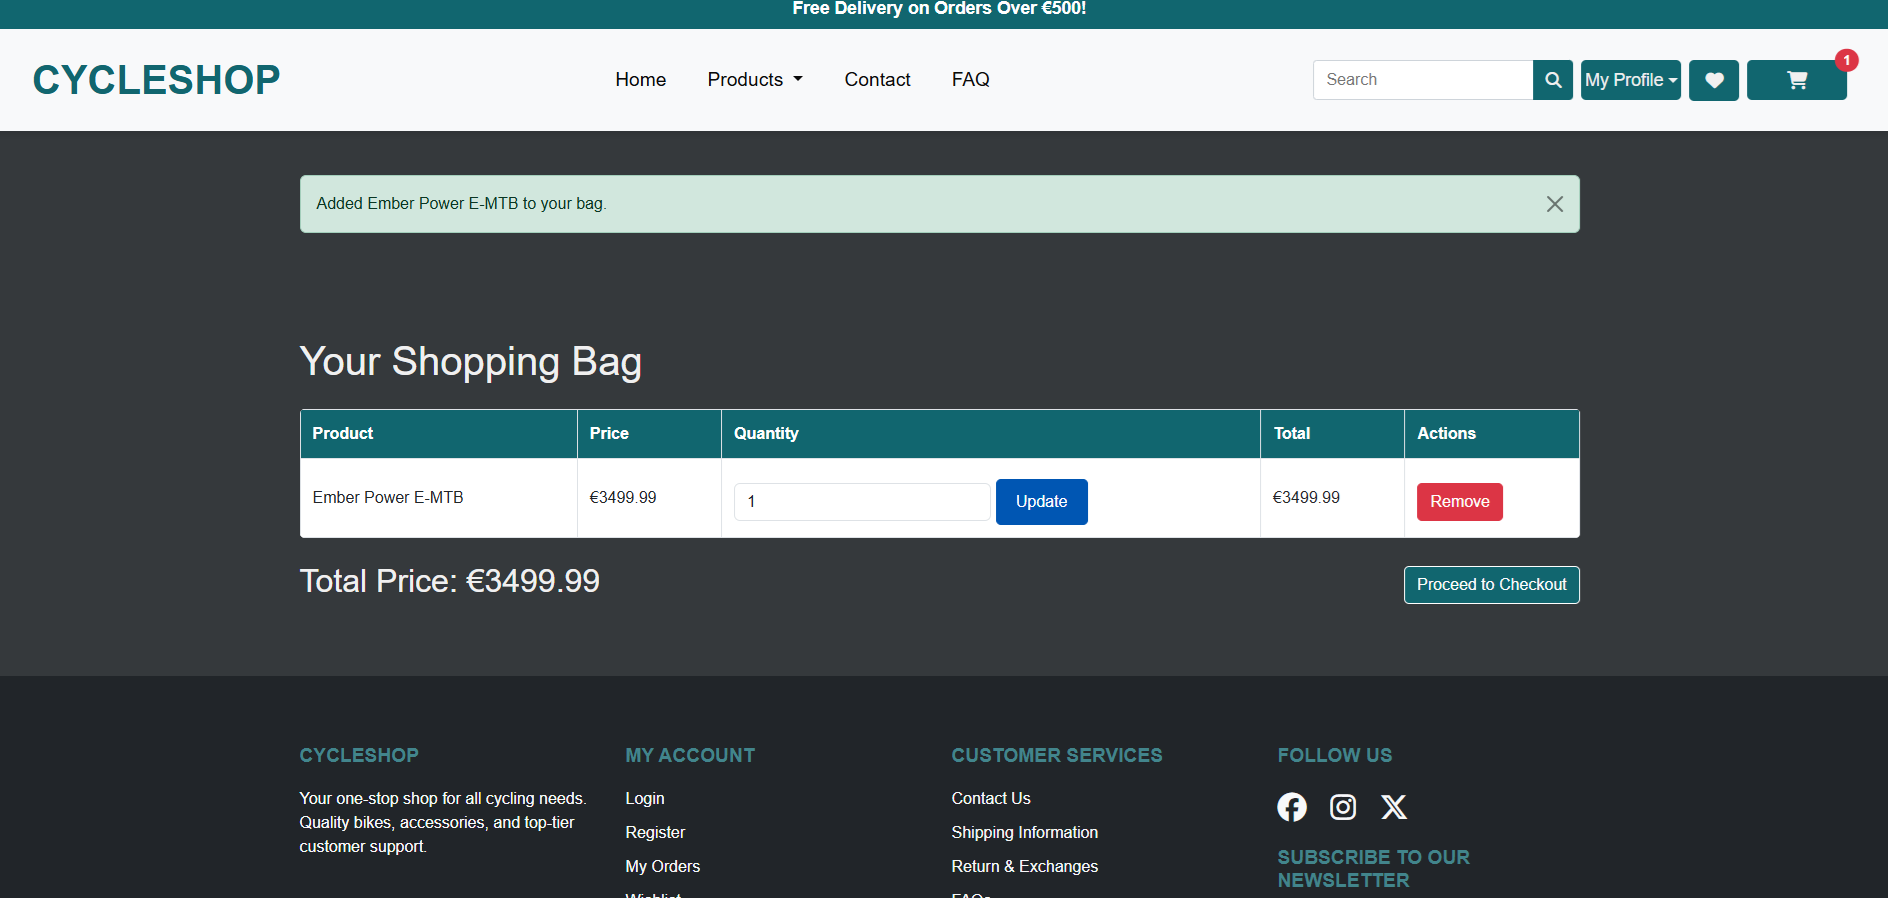 Free Delivery on Orders Over €500!
CYCLESHOP
Home Products Contact FAQ
Search
My Profile
1
Added Ember Power E-MTB to your bag.
Your Shopping Bag
Product Price Quantity Total Actions
Ember Power E-MTB €3499.99 1 Update €3499.99 Remove
Total Price: €3499.99
Proceed to Checkout
CYCLESHOP
Your one-stop shop for all cycling needs.
Quality bikes, accessories, and top-tier
customer support.
MY ACCOUNT
Login
Register
My Orders
Wishlist
CUSTOMER SERVICES
Contact Us
Shipping Information
Return & Exchanges
FAQs
FOLLOW US
SUBSCRIBE TO OUR
NEWSLETTER